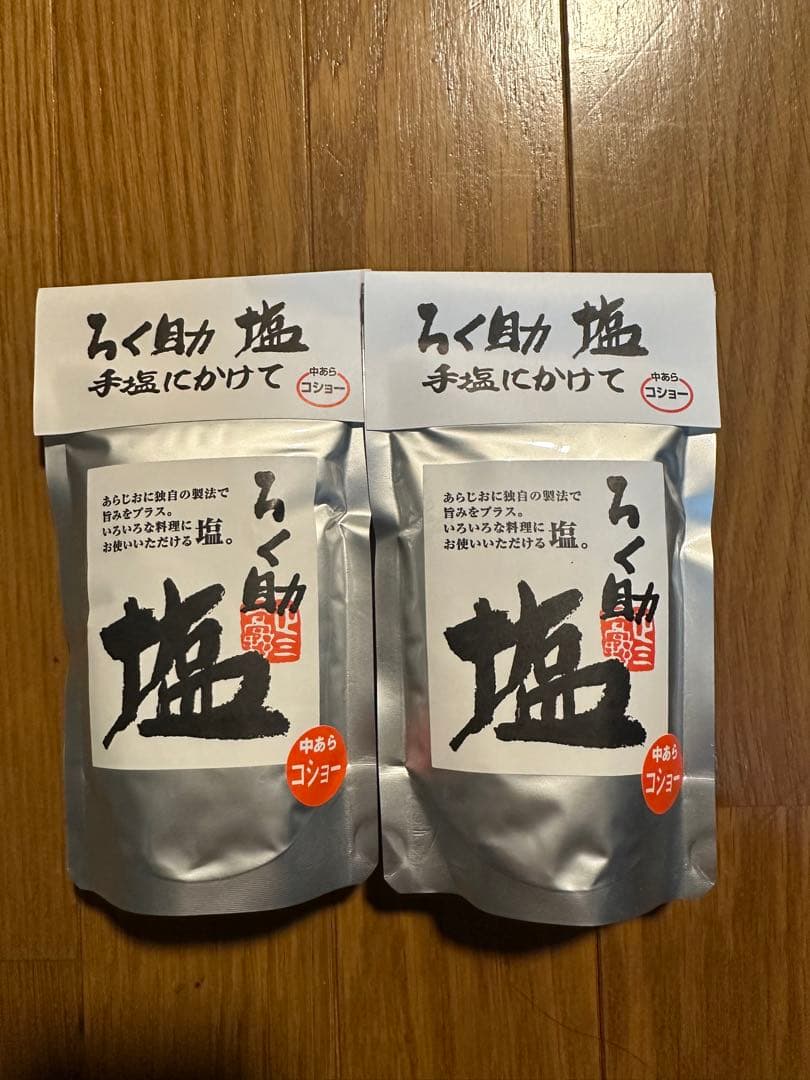 ろく助 塩
手塩にかけて
中あら
コショー
あらじおに独自の製法で
旨みをプラス。
いろいろな料理に
お使いいただける塩。
ろく助
塩
中あら
コショー
ろく助 塩
手塩にかけて
中あら
コショー
あらじおに独自の製法で
旨みをプラス。
いろいろな料理に
お使いいただける塩。
ろく助
塩
中あら
コショー